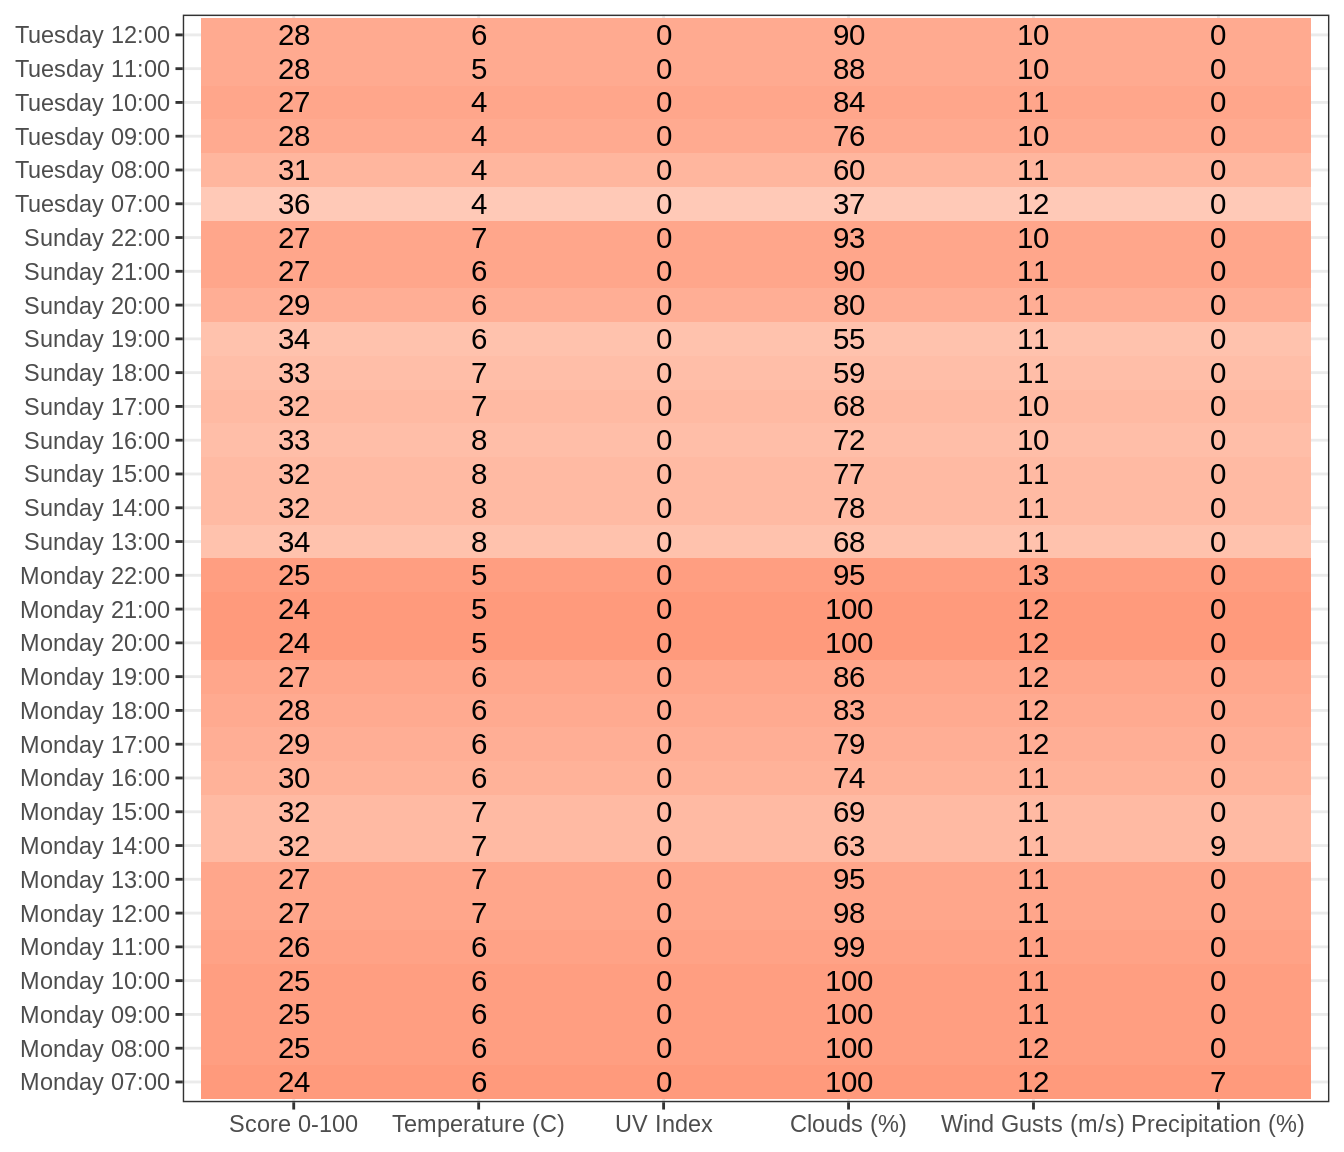 Tuesday 12:00 28 6 0 90 10 0
Tuesday 11:00 28 5 0 88 10 0
Tuesday 10:00 27 4 0 84 11 0
Tuesday 09:00 28 4 0 76 10 0
Tuesday 08:00 31 4 0 60 11 0
Tuesday 07:00 36 4 0 37 12 0
Sunday 22:00 27 7 0 93 10 0
Sunday 21:00 27 6 0 90 11 0
Sunday 20:00 29 6 0 80 11 0
Sunday 19:00 34 6 0 55 11 0
Sunday 18:00 33 7 0 59 11 0
Sunday 17:00 32 7 0 68 10 0
Sunday 16:00 33 8 0 72 10 0
Sunday 15:00 32 8 0 77 11 0
Sunday 14:00 32 8 0 78 11 0
Sunday 13:00 34 8 0 68 11 0
Monday 22:00 25 5 0 95 13 0
Monday 21:00 24 5 0 100 12 0
Monday 20:00 24 5 0 100 12 0
Monday 19:00 27 6 0 86 12 0
Monday 18:00 28 6 0 83 12 0
Monday 17:00 29 6 0 79 12 0
Monday 16:00 30 6 0 74 11 0
Monday 15:00 32 7 0 69 11 0
Monday 14:00 32 7 0 63 11 9
Monday 13:00 27 7 0 95 11 0
Monday 12:00 27 7 0 98 11 0
Monday 11:00 26 6 0 99 11 0
Monday 10:00 25 6 0 100 11 0
Monday 09:00 25 6 0 100 11 0
Monday 08:00 25 6 0 100 12 0
Monday 07:00 24 6 0 100 12 7
Score 0-100 Temperature (C) UV Index Clouds (%) Wind Gusts (m/s) Precipitation (%)